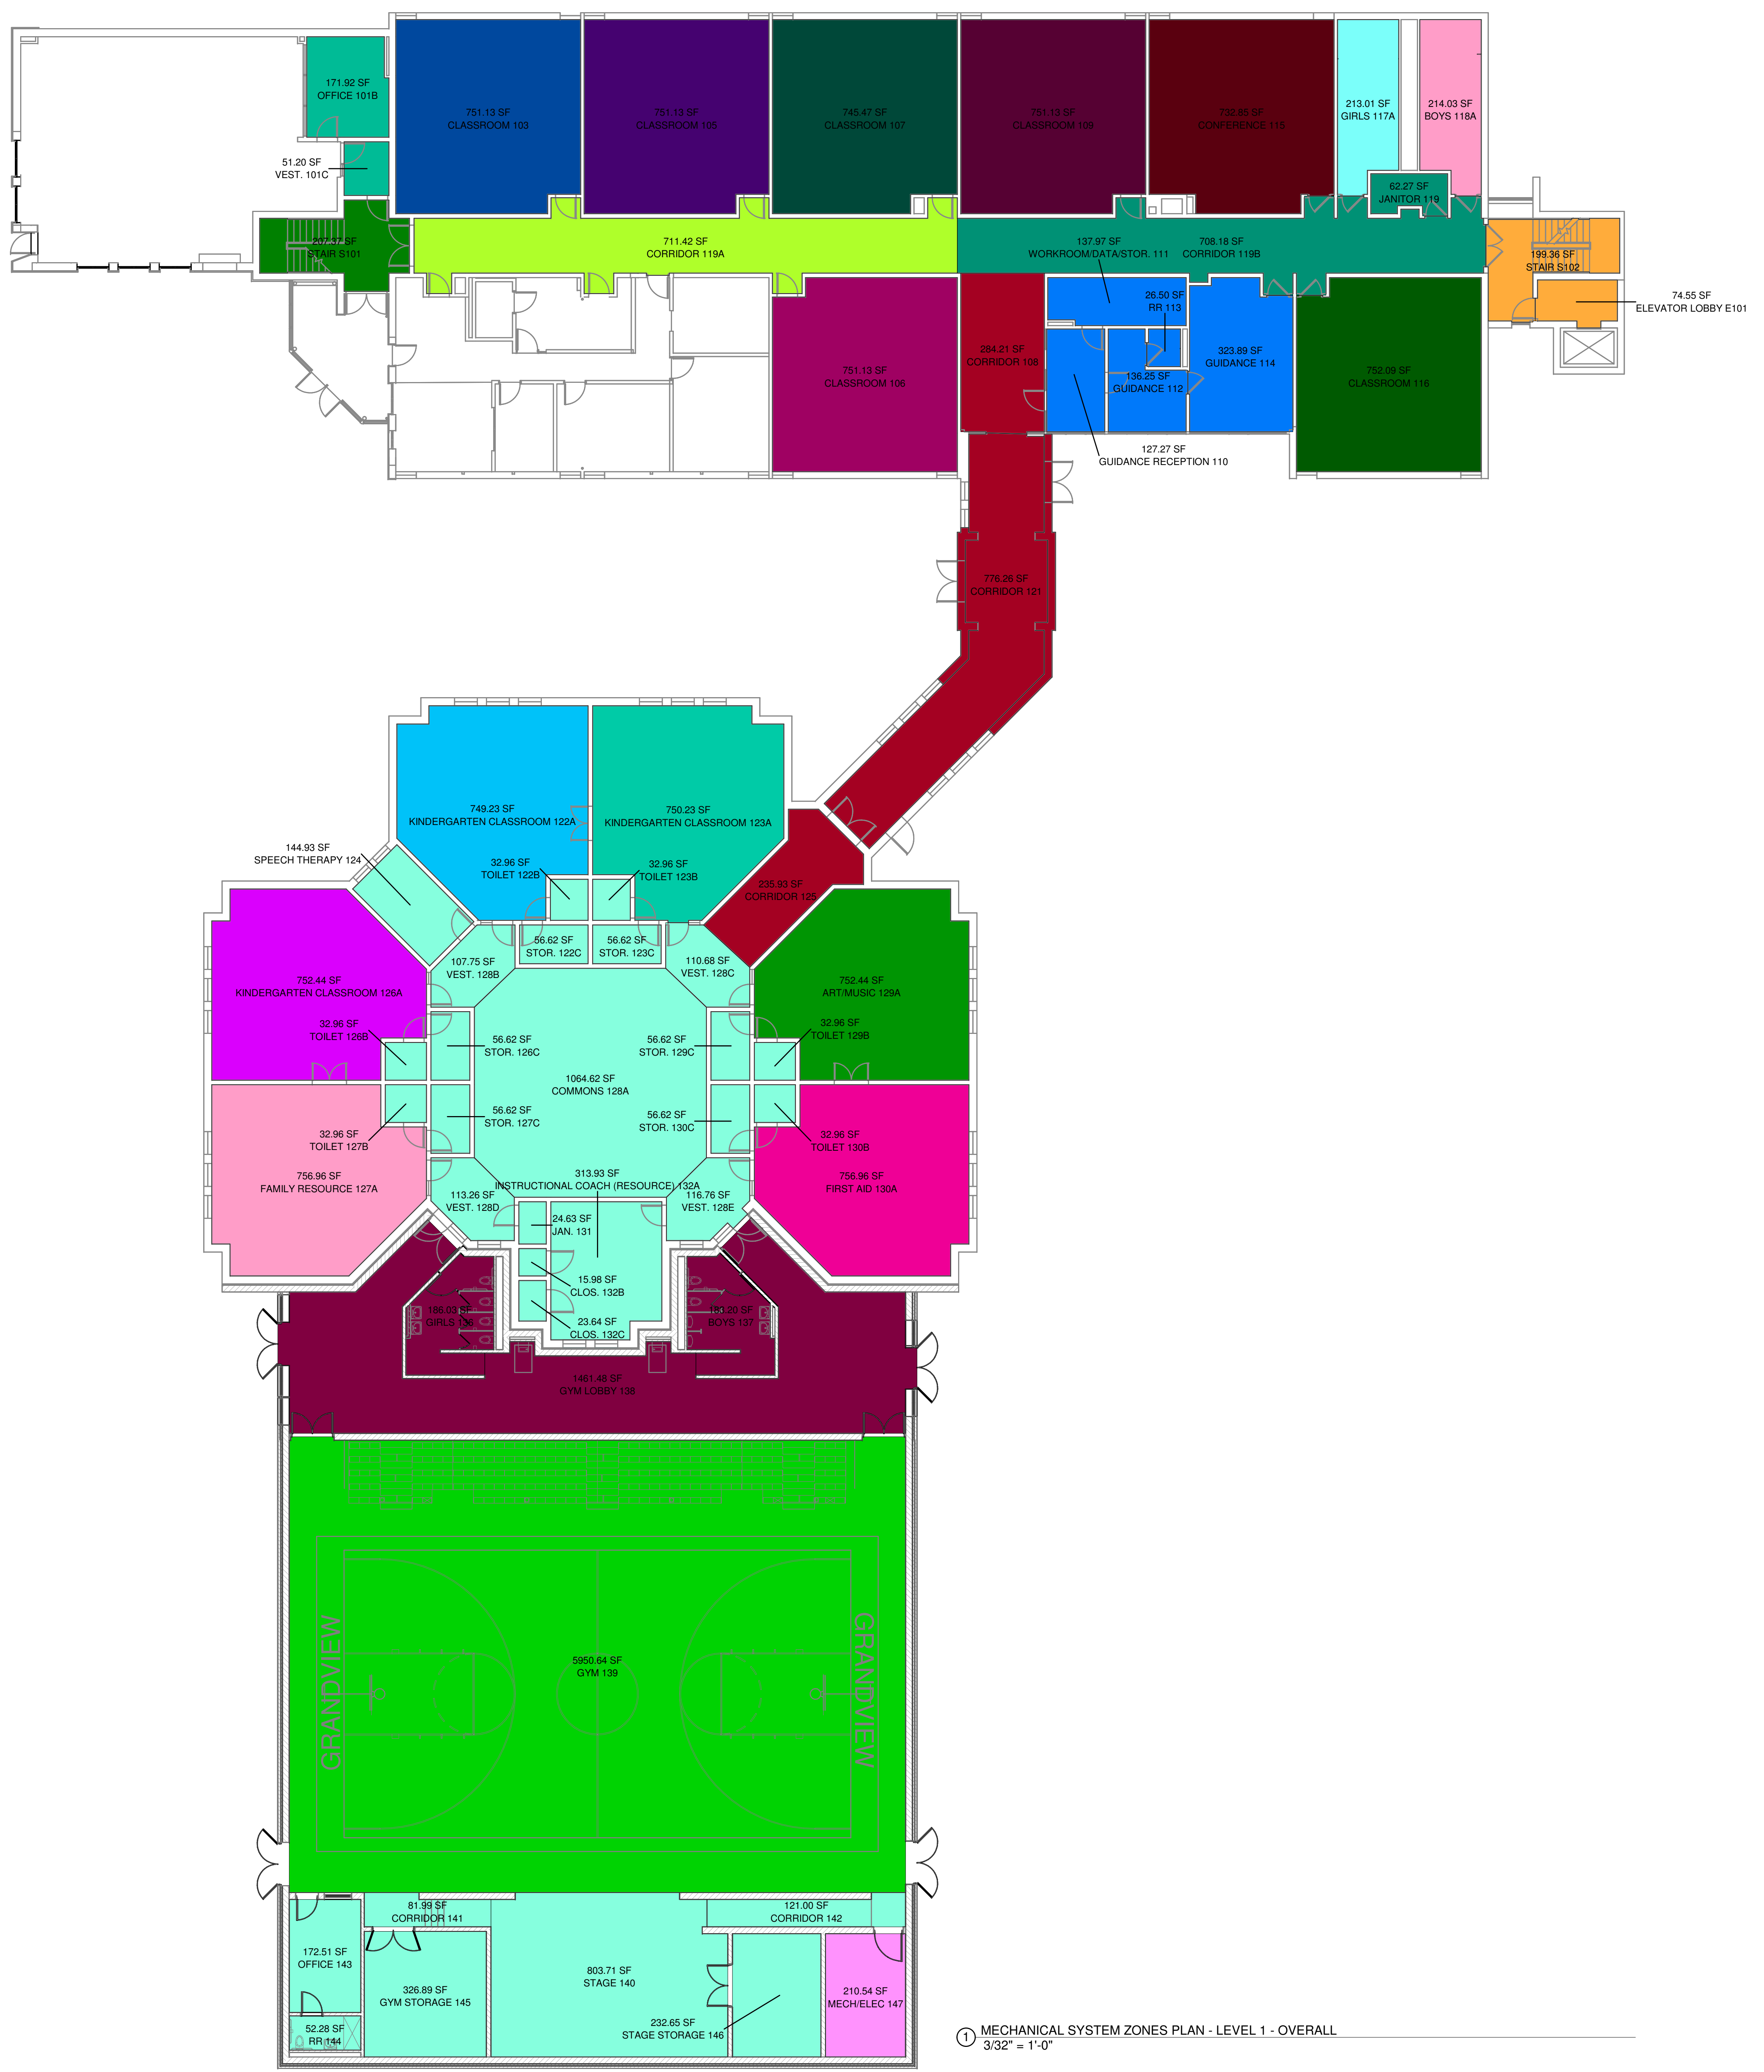 171.92 SF
OFFICE 101B
751.13 SF
CLASSROOM 103
751.13 SF
CLASSROOM 105
745.47 SF
CLASSROOM 107
751.13 SF
CLASSROOM 109
732.65 SF
CONFERENCE 115
213.01 SF
GIRLS 117A
214.03 SF
BOYS 118A
51.20 SF
VEST. 101C
62.27 SF
JANITOR 119
207.37 SF
STAIR S101
711.42 SF
CORRIDOR 119A
137.97 SF
WORKROOM/DATA/STOR. 111
708.18 SF
CORRIDOR 119B
199.36 SF
STAIR S102
74.55 SF
ELEVATOR LOBBY E101
26.50 SF
RR 113
284.21 SF
CORRIDOR 108
323.89 SF
GUIDANCE 114
751.13 SF
CLASSROOM 106
136.25 SF
GUIDANCE 112
752.09 SF
CLASSROOM 116
127.27 SF
GUIDANCE RECEPTION 110
776.26 SF
CORRIDOR 121
749.23 SF
KINDERGARTEN CLASSROOM 122A
750.23 SF
KINDERGARTEN CLASSROOM 123A
144.93 SF
SPEECH THERAPY 124
32.96 SF
TOILET 122B
32.96 SF
TOILET 123B
235.93 SF
CORRIDOR 125
56.62 SF
STOR. 122C
56.62 SF
STOR. 123C
107.75 SF
VEST. 128B
110.68 SF
VEST. 128C
752.44 SF
KINDERGARTEN CLASSROOM 126A
752.44 SF
ART/MUSIC 129A
32.96 SF
TOILET 126B
32.96 SF
TOILET 129B
56.62 SF
STOR. 126C
56.62 SF
STOR. 129C
1064.62 SF
COMMONS 128A
56.62 SF
STOR. 127C
56.62 SF
STOR. 130C
32.96 SF
TOILET 127B
32.96 SF
TOILET 130B
756.96 SF
FAMILY RESOURCE 127A
313.93 SF
INSTRUCTIONAL COACH (RESOURCE) 132A
756.96 SF
FIRST AID 130A
113.26 SF
VEST. 128D
116.76 SF
VEST. 128E
24.63 SF
JAN. 131
15.98 SF
CLOS. 132B
GIRLS 136
BOYS 137
23.64 SF
CLOS. 132C
1461.48 SF
GYM LOBBY 138
GRANDVIEW
GRANDVIEW
5950.64 SF
GYM 139
81.99 SF
CORRIDOR 141
121.00 SF
CORRIDOR 142
172.51 SF
OFFICE 143
803.71 SF
STAGE 140
326.89 SF
GYM STORAGE 145
210.54 SF
MECH/ELEC 147
232.65 SF
STAGE STORAGE 146
52.28 SF
RR 144
1 MECHANICAL SYSTEM ZONES PLAN - LEVEL 1 - OVERALL
3/32" = 1'-0"